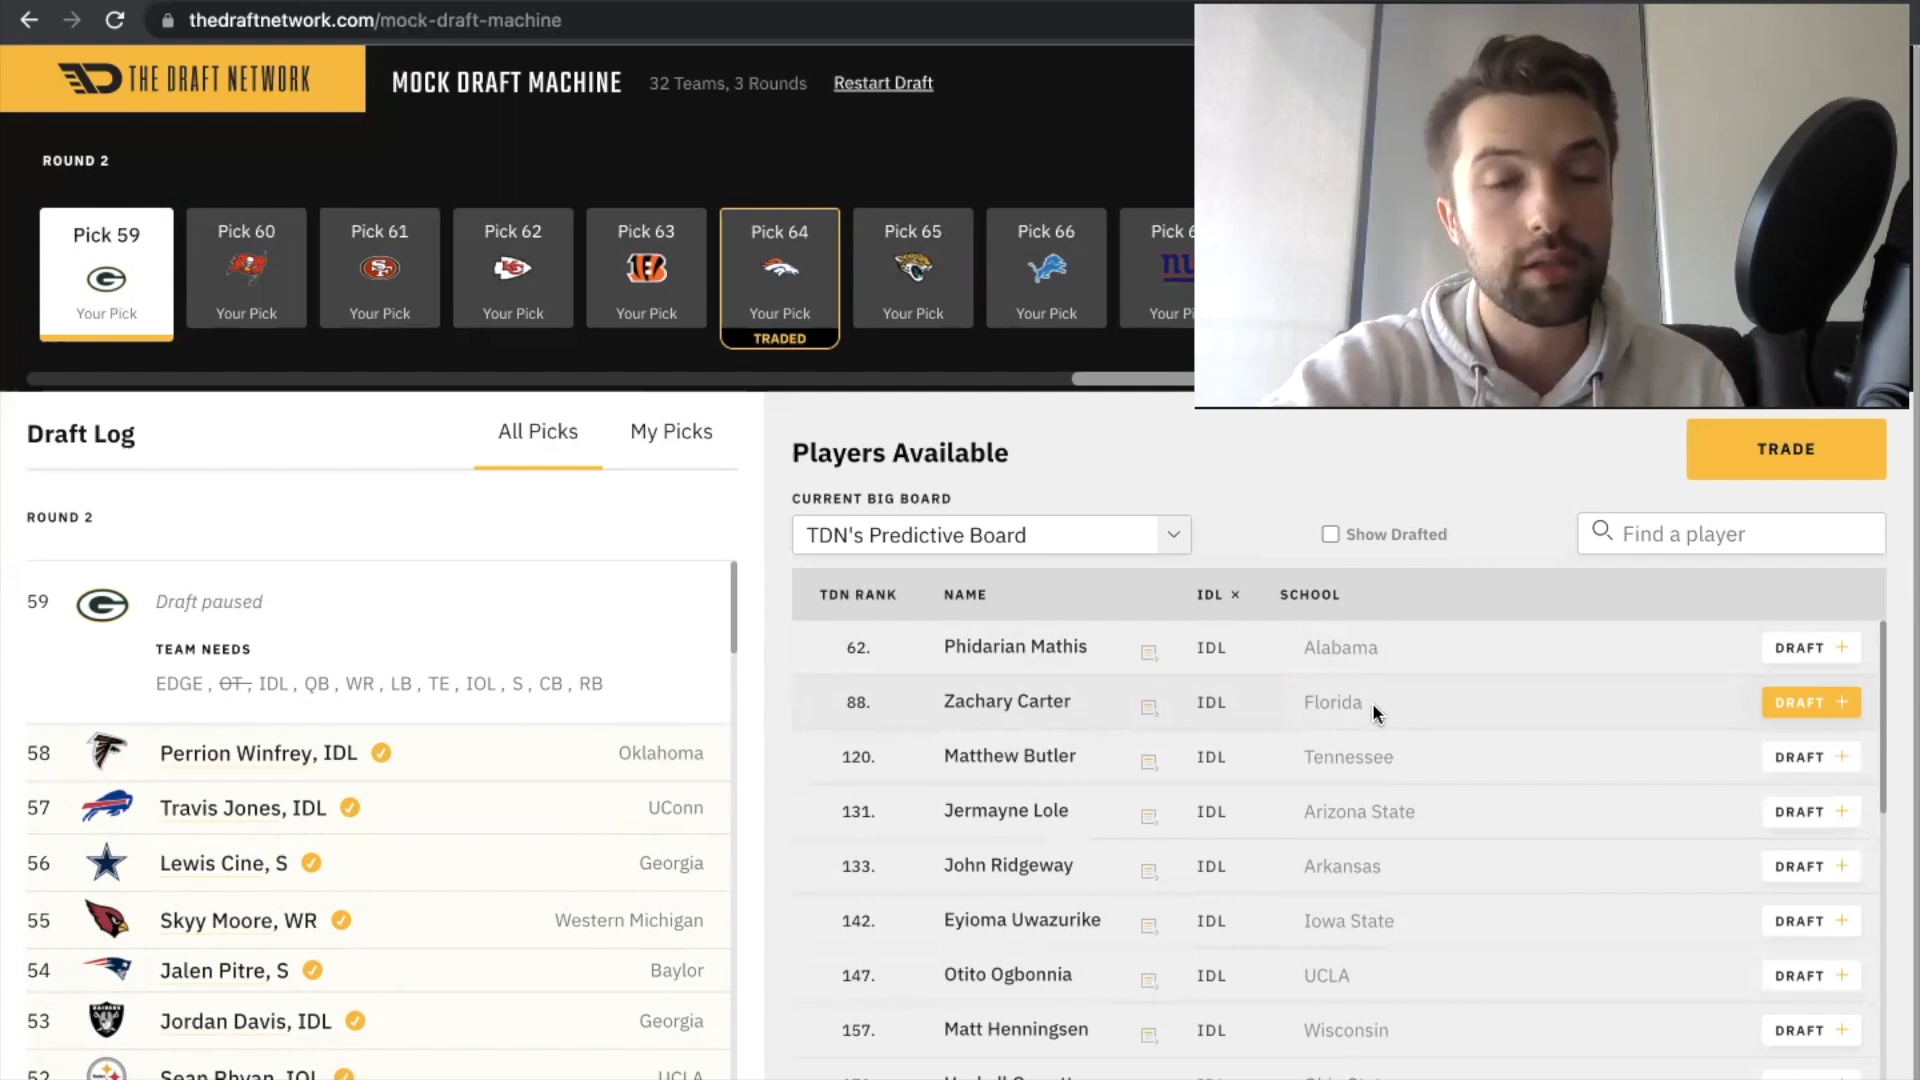 thedraftnetwork.com/mock-draft-machine
THE DRAFT NETWORK
MOCK DRAFT MACHINE
32 Teams, 3 Rounds
Restart Draft
ROUND 2
Pick 59
Your Pick
Pick 60
Your Pick
Pick 61
Your Pick
Pick 62
Your Pick
Pick 63
Your Pick
Pick 64
Your Pick
TRADED
Pick 65
Your Pick
Pick 66
Your Pick
Pick
Your
Draft Log
All Picks
My Picks
ROUND 2
59
Draft paused
TEAM NEEDS
EDGE , OT , IDL , QB , WR , LB , TE , IOL , S , CB , RB
58 Perrion Winfrey, IDL Oklahoma
57 Travis Jones, IDL UConn
56 Lewis Cine, S Georgia
55 Skyy Moore, WR Western Michigan
54 Jalen Pitre, S Baylor
53 Jordan Davis, IDL Georgia
52 Sean Rhyan, IOL UCLA
Players Available
TRADE
CURRENT BIG BOARD
TDN's Predictive Board
Show Drafted
Find a player
TDN RANK NAME IDL × SCHOOL
62. Phidarian Mathis IDL Alabama DRAFT +
88. Zachary Carter IDL Florida DRAFT +
120. Matthew Butler IDL Tennessee DRAFT +
131. Jermayne Lole IDL Arizona State DRAFT +
133. John Ridgeway IDL Arkansas DRAFT +
142. Eyioma Uwazurike IDL Iowa State DRAFT +
147. Otito Ogbonnia IDL UCLA DRAFT +
157. Matt Henningsen IDL Wisconsin DRAFT +